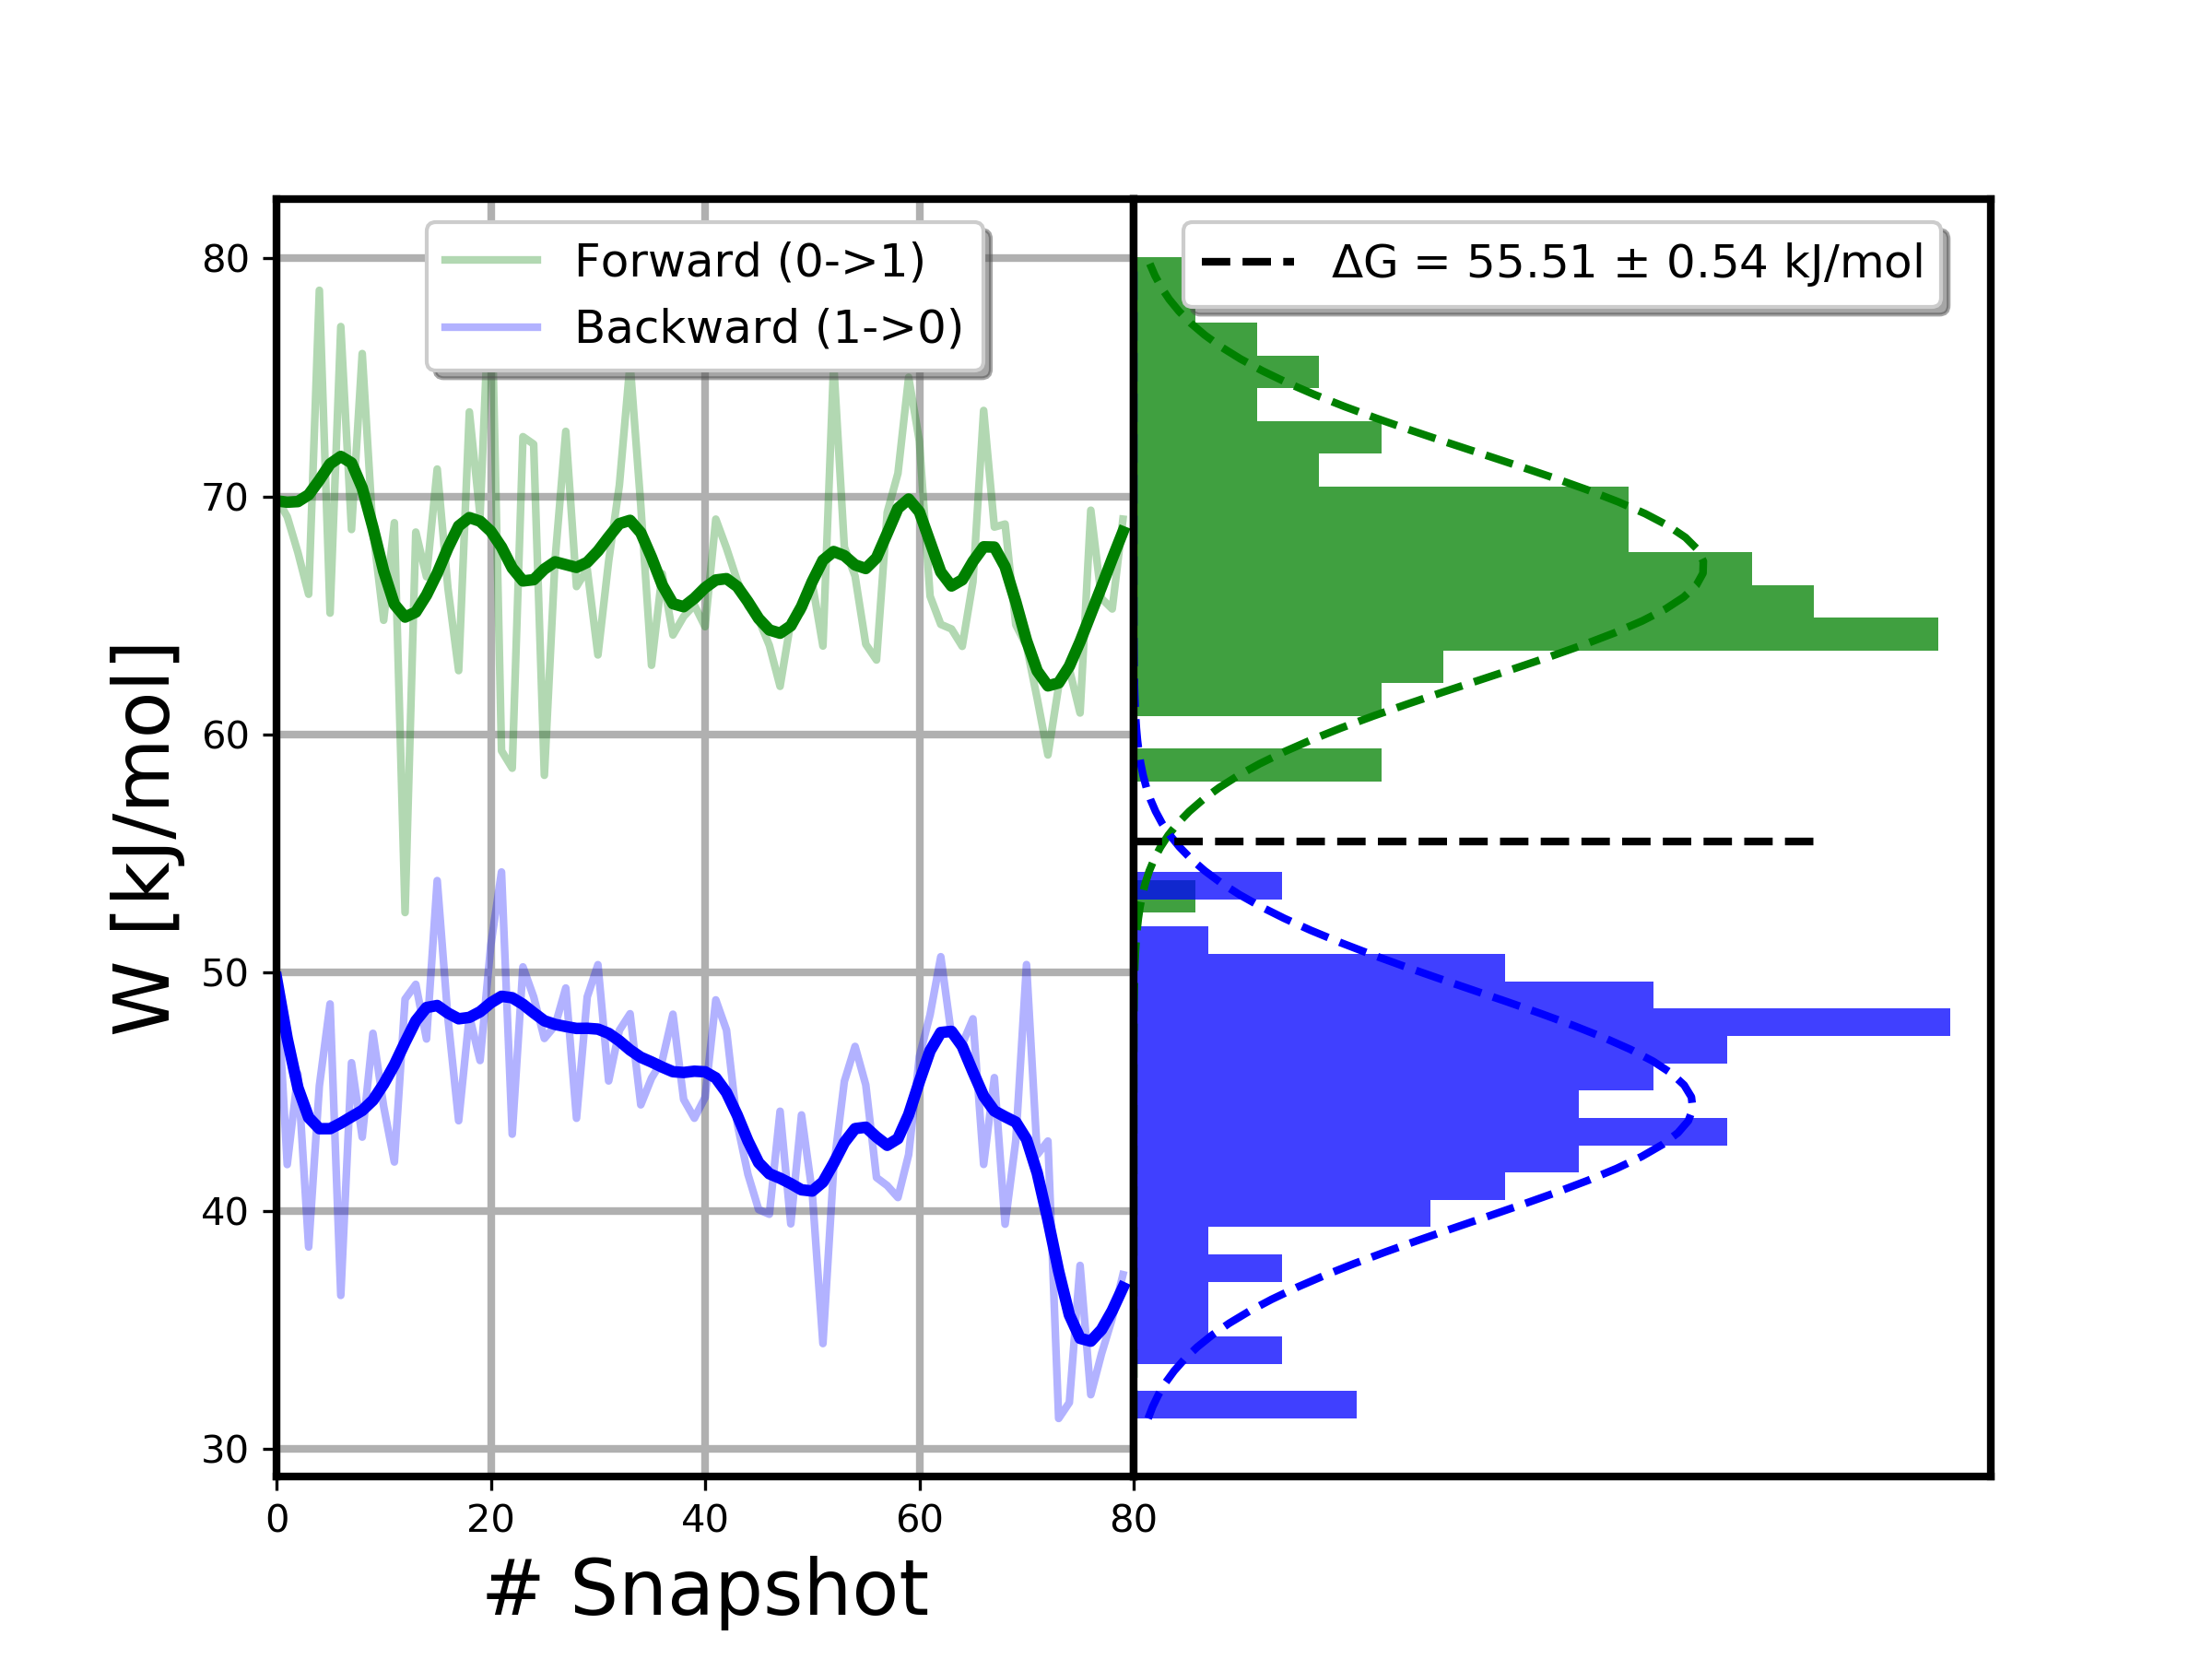 Forward (0->1)
Backward (1->0)
ΔG = 55.51 ± 0.54 kJ/mol
W [kJ/mol]
80
70
60
50
40
30
0
20
40
60
80
# Snapshot